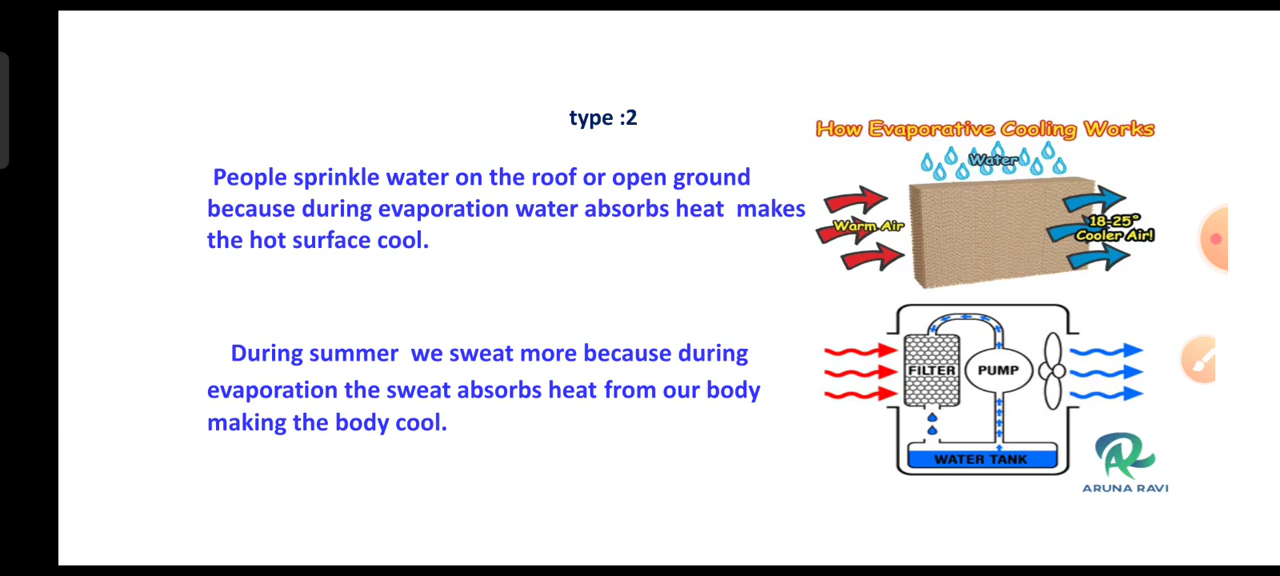 type :2
People sprinkle water on the roof or open ground
because during evaporation water absorbs heat makes
the hot surface cool.
During summer we sweat more because during
evaporation the sweat absorbs heat from our body
making the body cool.
How Evaporative Cooling Works
Water
Warm Air
18-25°
Cooler Air!
FILTER
PUMP
WATER TANK
AR
ARUNA RAVI